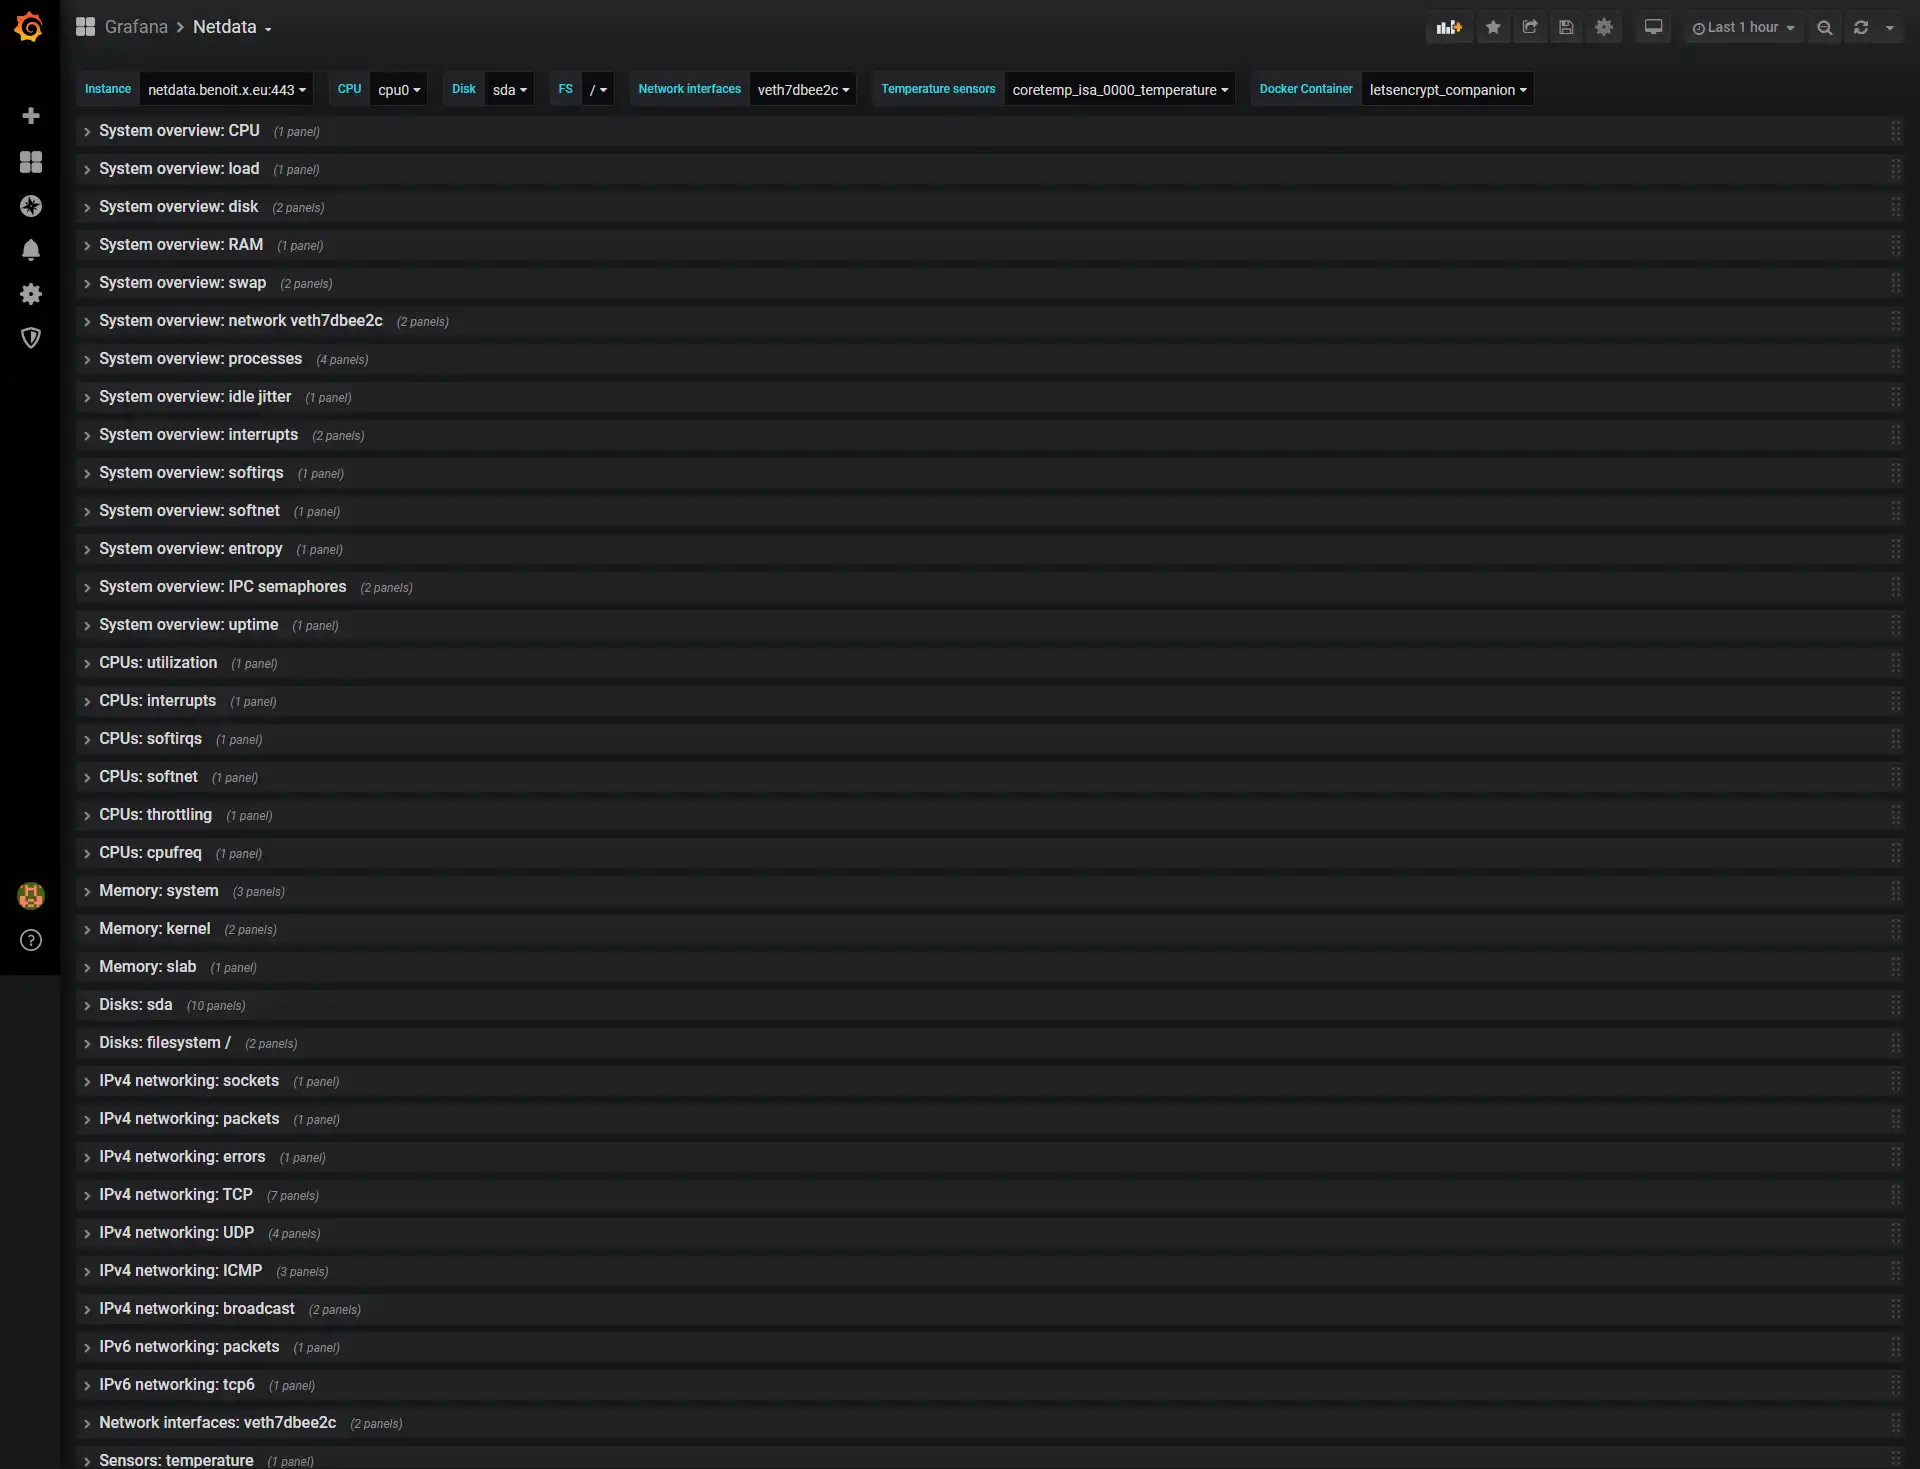 Grafana > Netdata
Last 1 hour
Instance netdata.benoit.x.eu:443 CPU cpu0 Disk sda FS / Network interfaces veth7dbee2c Temperature sensors coretemp_isa_0000_temperature Docker Container letsencrypt_companion
System overview: CPU (1 panel)
System overview: load (1 panel)
System overview: disk (2 panels)
System overview: RAM (1 panel)
System overview: swap (2 panels)
System overview: network veth7dbee2c (2 panels)
System overview: processes (4 panels)
System overview: idle jitter (1 panel)
System overview: interrupts (2 panels)
System overview: softirqs (1 panel)
System overview: softnet (1 panel)
System overview: entropy (1 panel)
System overview: IPC semaphores (2 panels)
System overview: uptime (1 panel)
CPUs: utilization (1 panel)
CPUs: interrupts (1 panel)
CPUs: softirqs (1 panel)
CPUs: softnet (1 panel)
CPUs: throttling (1 panel)
CPUs: cpufreq (1 panel)
Memory: system (3 panels)
Memory: kernel (2 panels)
Memory: slab (1 panel)
Disks: sda (10 panels)
Disks: filesystem / (2 panels)
IPv4 networking: sockets (1 panel)
IPv4 networking: packets (1 panel)
IPv4 networking: errors (1 panel)
IPv4 networking: TCP (7 panels)
IPv4 networking: UDP (4 panels)
IPv4 networking: ICMP (3 panels)
IPv4 networking: broadcast (2 panels)
IPv6 networking: packets (1 panel)
IPv6 networking: tcp6 (1 panel)
Network interfaces: veth7dbee2c (2 panels)
Sensors: temperature (1 panel)